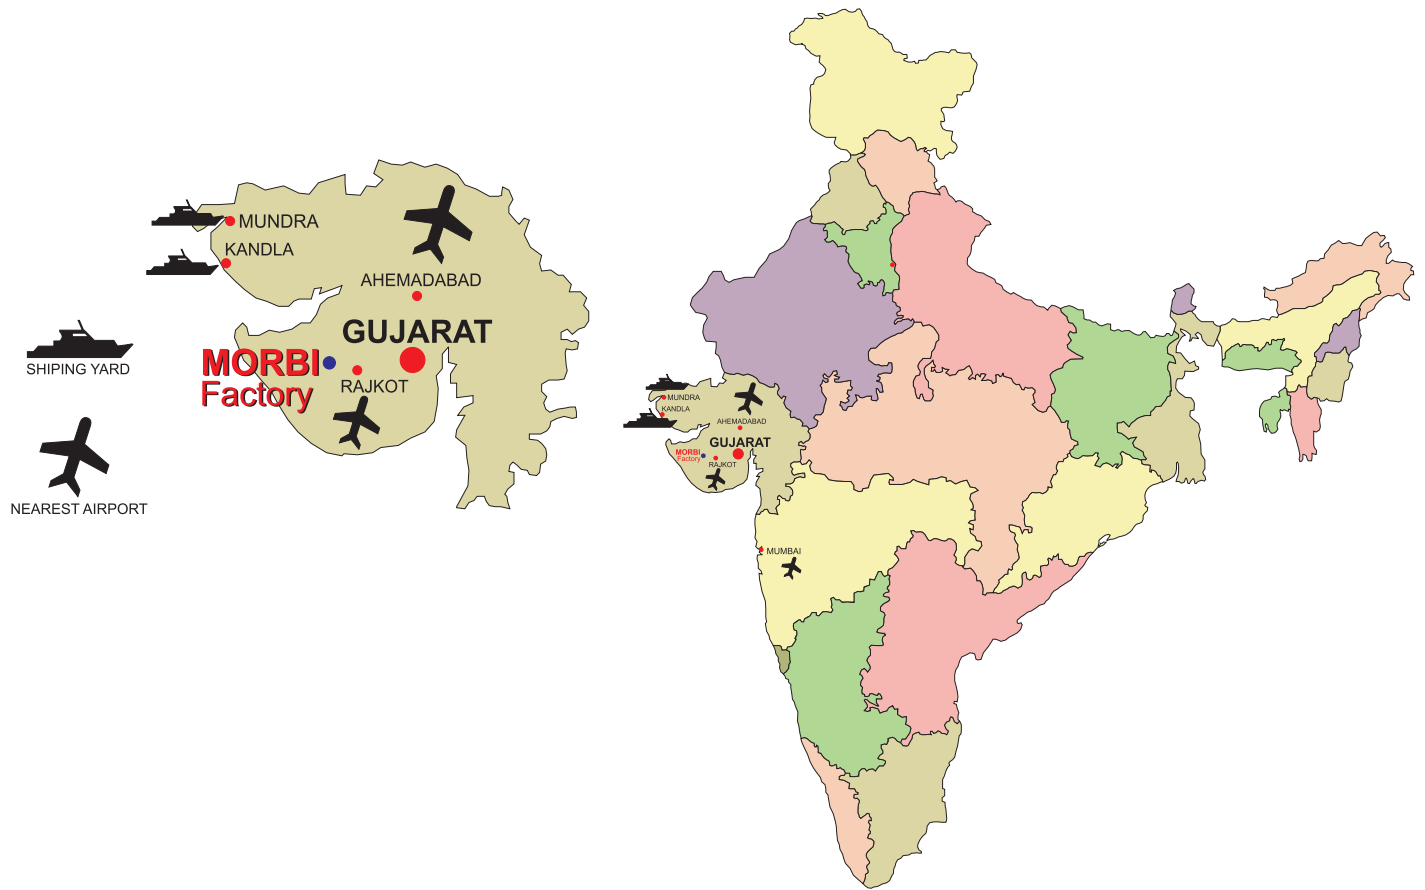 MUNDRA
KANDLA
AHEMADABAD
GUJARAT
MORBI
Factory
RAJKOT
SHIPING YARD
NEAREST AIRPORT
MUNDRA
KANDLA
AHEMADABAD
GUJARAT
MORBI
Factory
RAJKOT
MUMBAI